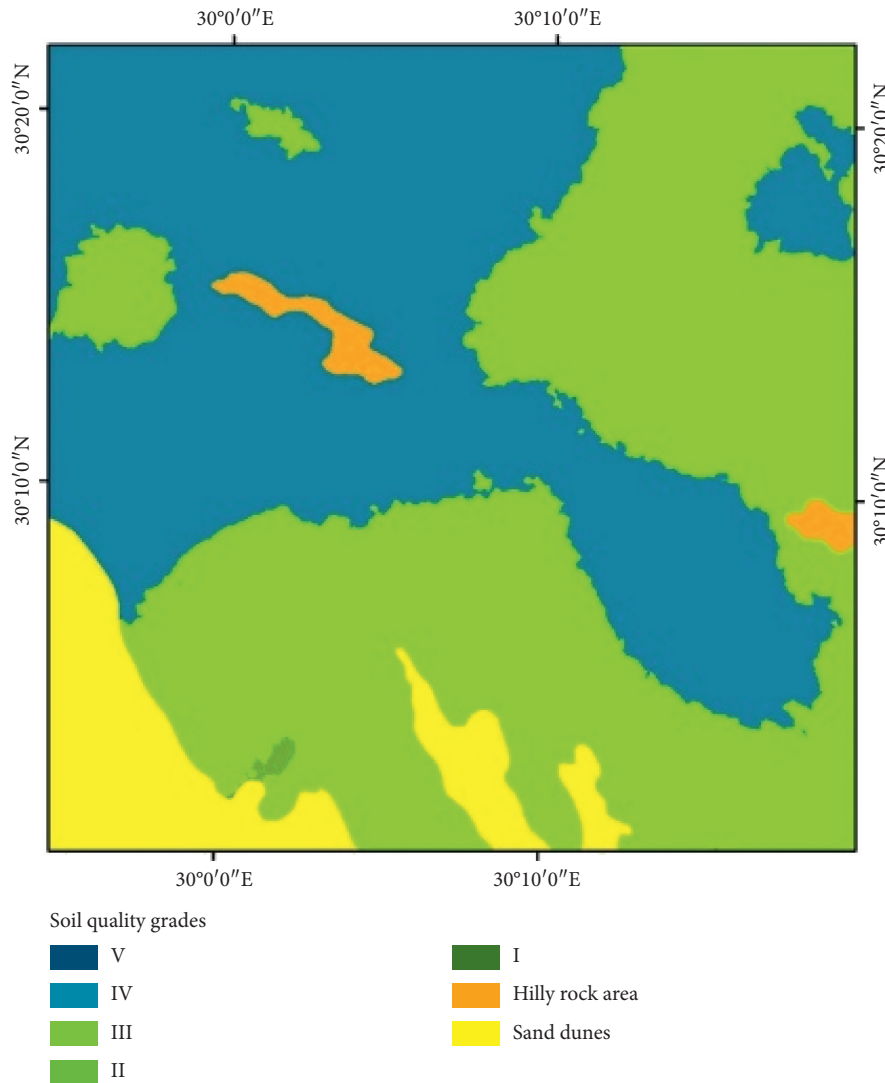 30°0′0″E
30°10′0″E
30°20′0″N
30°20′0″N
30°10′0″N
30°10′0″N
30°0′0″E
30°10′0″E
Soil quality grades
V
IV
III
II
I
Hilly rock area
Sand dunes